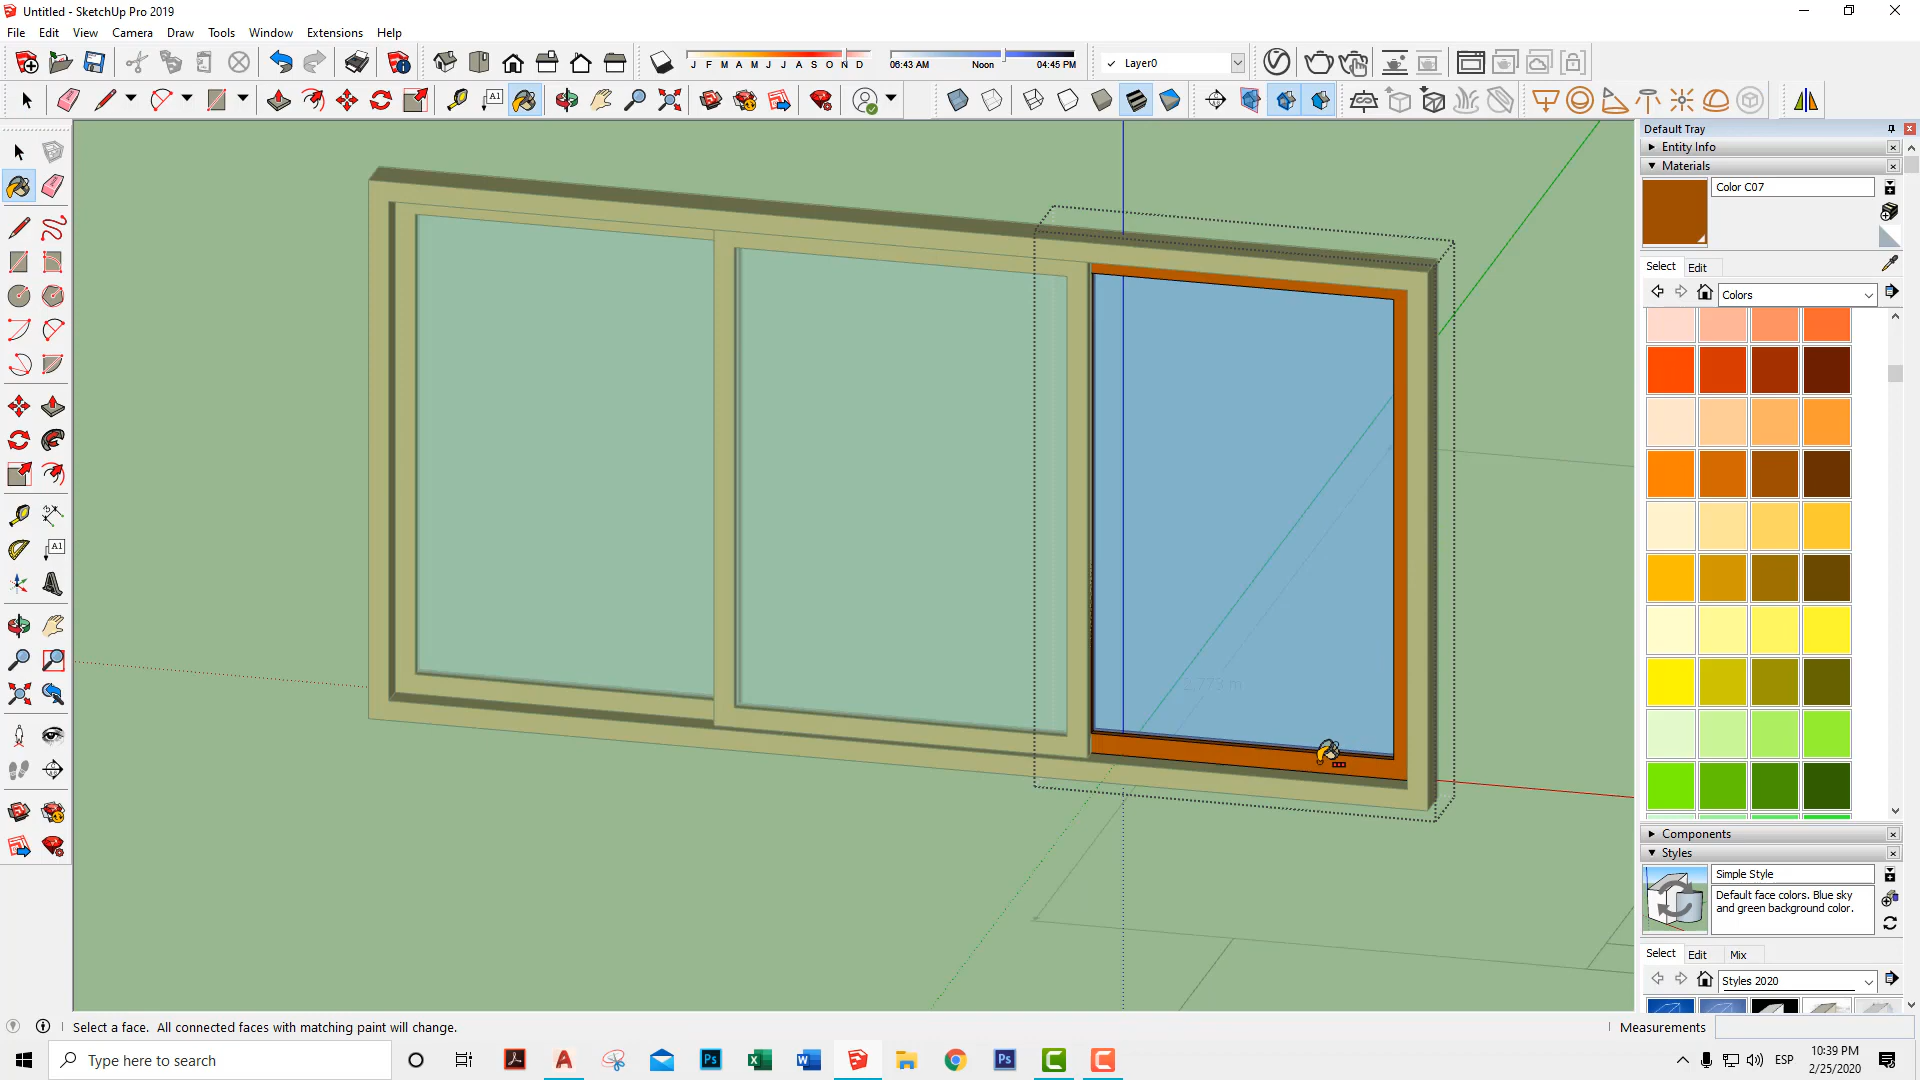 Untitled - SketchUp Pro 2019
File Edit View Camera Draw Tools Window Extensions Help
J F M A M J J A S O N D
06:43 AM Noon 04:45 PM
Layer0
A1
Default Tray
Entity Info
Materials
Color C07
Select Edit
Colors
A1
Components
Styles
Simple Style
Default face colors. Blue sky
and green background color.
Select Edit Mix
Styles 2020
Select a face. All connected faces with matching paint will change.
Measurements
Type here to search
ESP
10:39 PM
2/25/2020